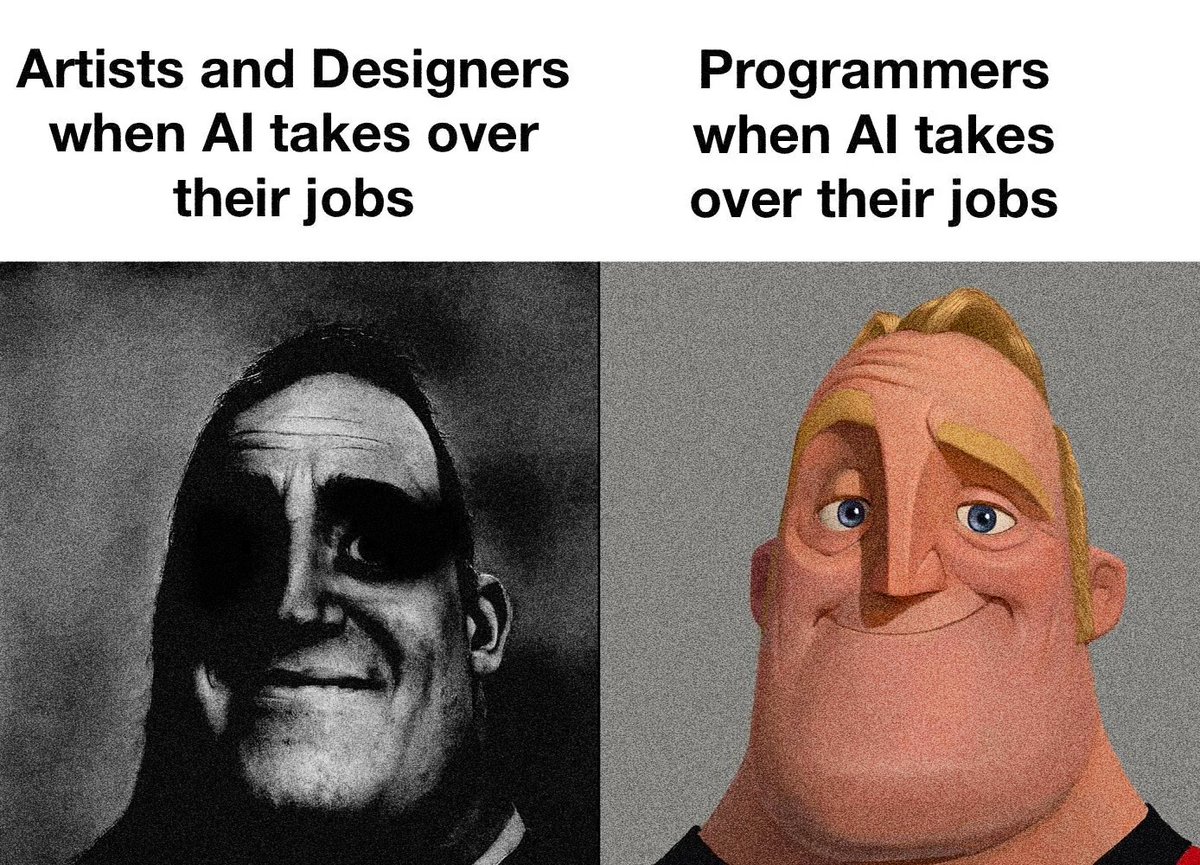 Artists and Designers
when AI takes over
their jobs
Programmers
when AI takes
over their jobs